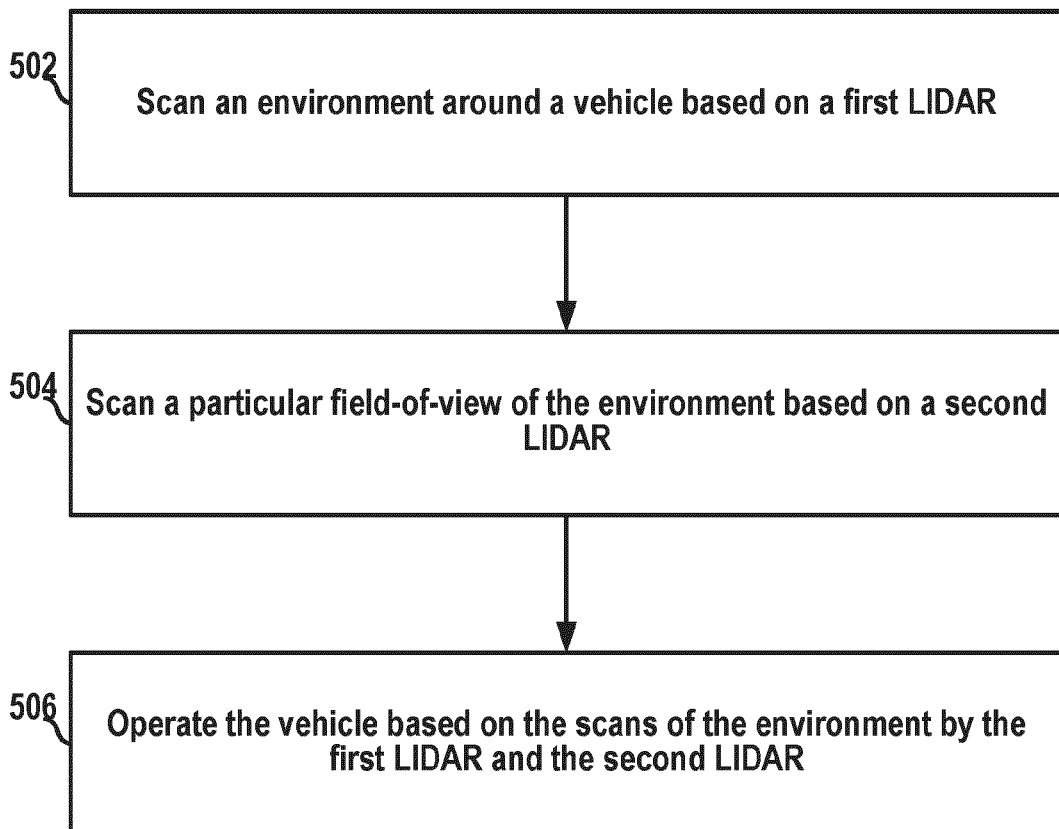 502
Scan an environment around a vehicle based on a first LIDAR
504
Scan a particular field-of-view of the environment based on a second
LIDAR
506
Operate the vehicle based on the scans of the environment by the
first LIDAR and the second LIDAR